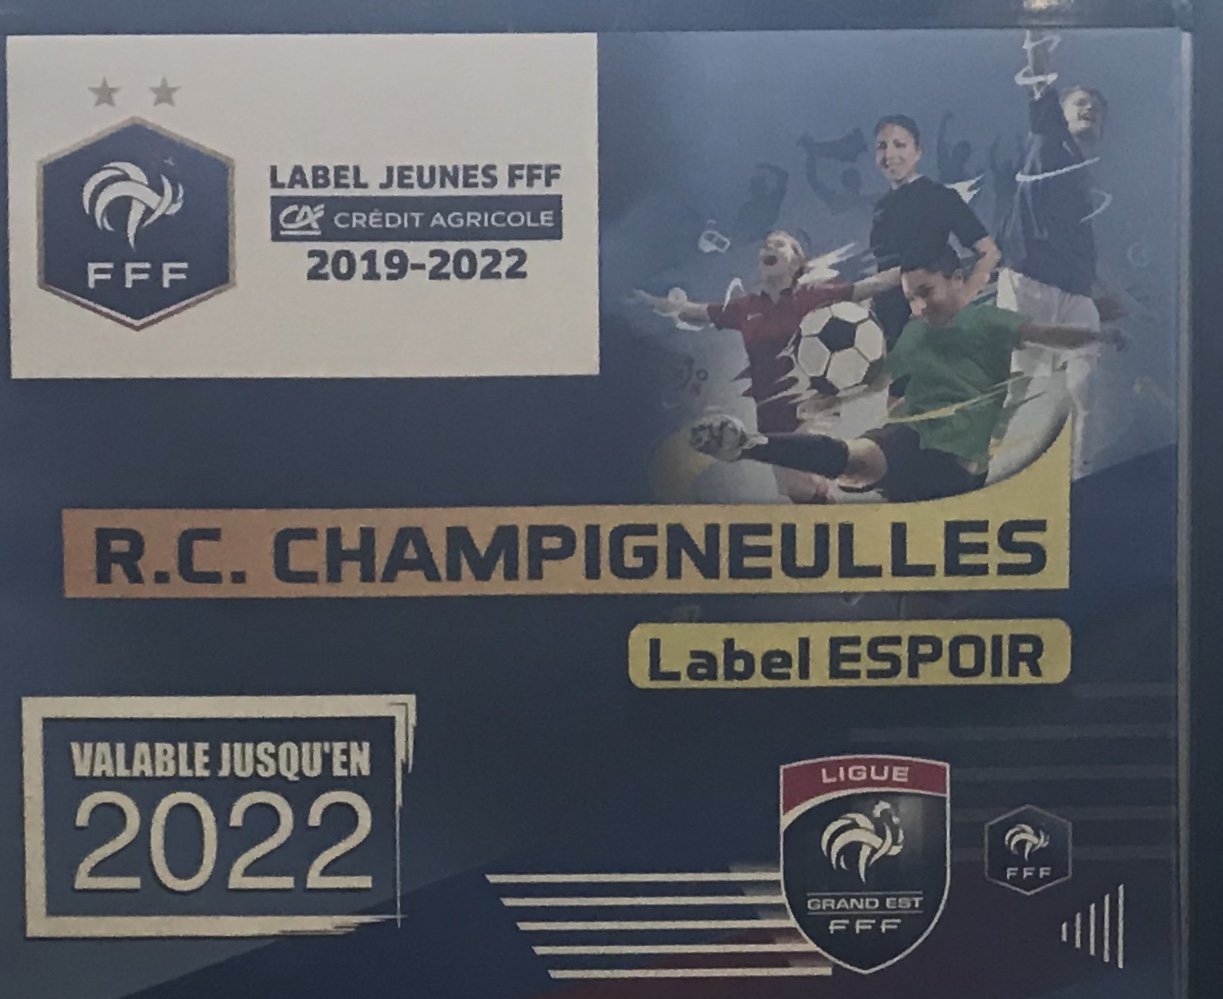 FFF
LABEL JEUNES FFF
CA CRÉDIT AGRICOLE
2019-2022
R.C. CHAMPIGNEULLES
Label ESPOIR
VALABLE JUSQU'EN
2022
LIGUE
GRAND EST
FFF
FFF